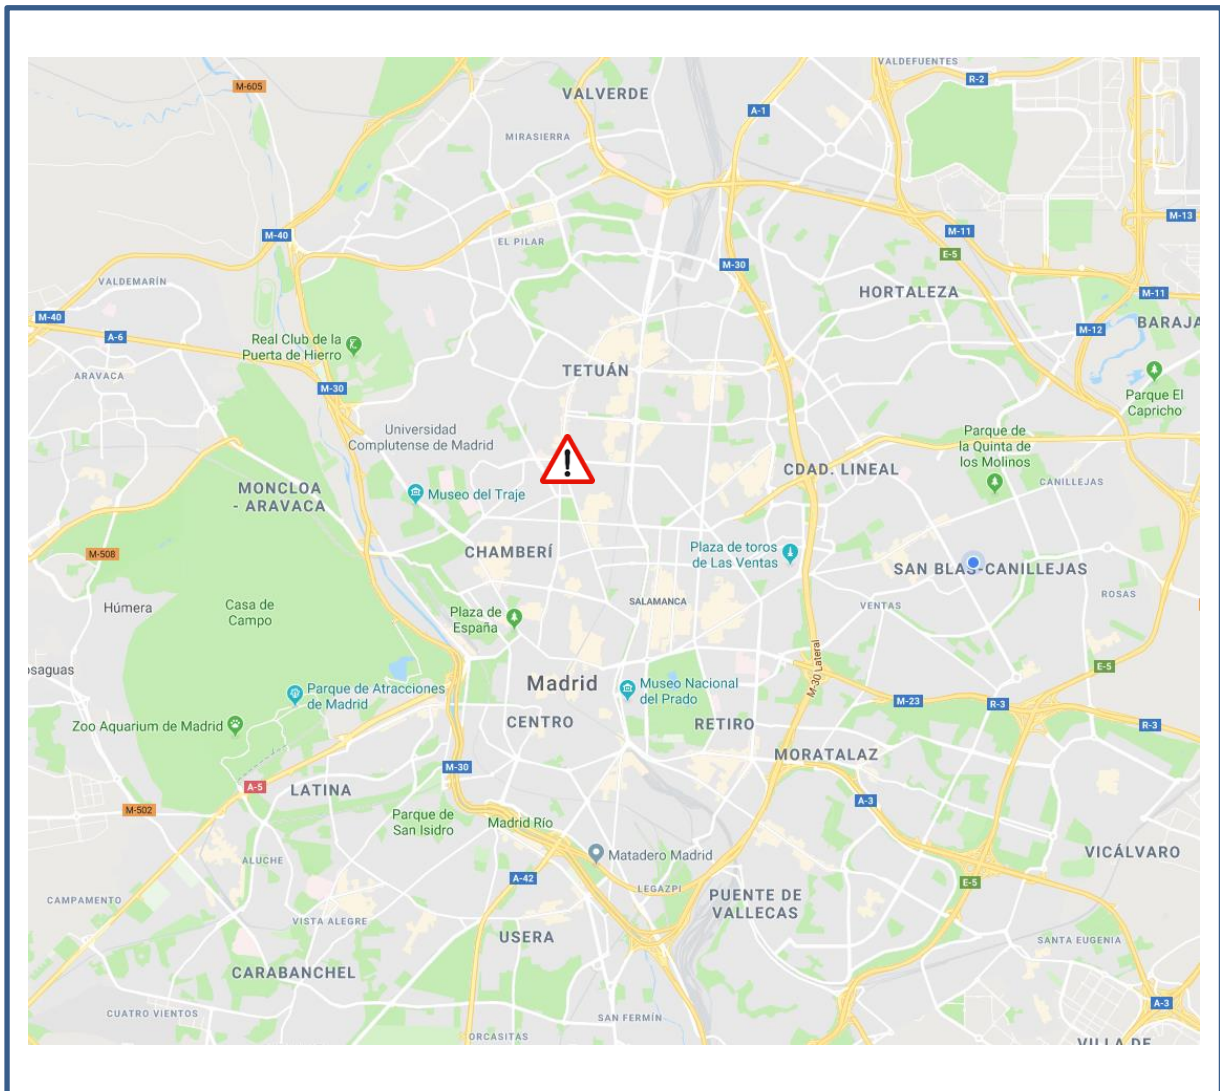 VALDEFUENTES
R-2
M-605
VALVERDE
A-1
MIRASIERRA
M-13
M-40
M-11
EL PILAR
E-5
M-30
VALDEMARÍN
HORTALEZA
M-11
M-40
BARAJA
M-12
A-6
Real Club de la
Puerta de Hierro
TETUÁN
ARAVACA
M-30
Parque El
Capricho
Universidad
Complutense de Madrid
Parque de
la Quinta de
los Molinos
CDAD. LINEAL
!
MONCLOA
- ARAVACA
Museo del Traje
CANILLEJAS
M-508
CHAMBERÍ
Plaza de toros
de Las Ventas
SAN BLAS-CANILLEJAS
Húmera
Casa de
Campo
Plaza de
España
SALAMANCA
VENTAS
ROSAS
osaguas
M-30 Lateral
E-5
Parque de Atracciones
de Madrid
Madrid
Museo Nacional
del Prado
M-23
R-3
R-3
Zoo Aquarium de Madrid
CENTRO
RETIRO
MORATALAZ
M-30
A-5
LATINA
M-502
A-3
Parque de
San Isidro
Madrid Río
Matadero Madrid
VICÁLVARO
ALUCHE
A-42
LEGAZPI
E-5
CAMPAMENTO
PUENTE DE
VALLECAS
VISTA ALEGRE
USERA
SANTA EUGENIA
CARABANCHEL
A-3
CUATRO VIENTOS
SAN FERMÍN
ORCASITAS
VILLA DE